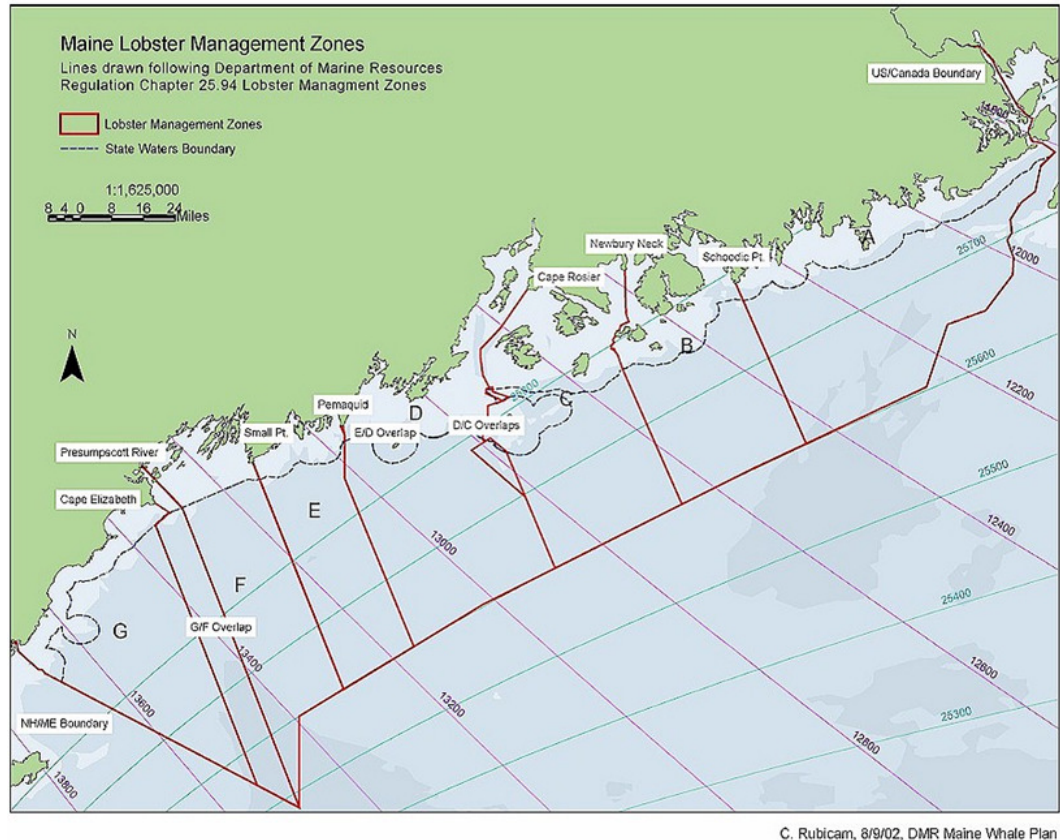 Maine Lobster Management Zones
Lines drawn following Department of Marine Resources
Regulation Chapter 25.94 Lobster Managment Zones
Lobster Management Zones
State Waters Boundary
1:1,625,000
8 4 0 8 16 24
Miles
N
US/Canada Boundary
14800
A
25700
12000
Newbury Neck
Schoodic Pt.
Cape Rosier
B
25600
12200
C
Pemaquid
D
E/D Overlap
D/C Overlaps
Small Pt.
Presumpscott River
Cape Elizabeth
25500
E
13000
12400
F
25400
G
G/F Overlap
13400
13600
13200
12800
25300
NH/ME Boundary
12800
13800
C. Rubicam, 8/9/02, DMR Maine Whale Plan